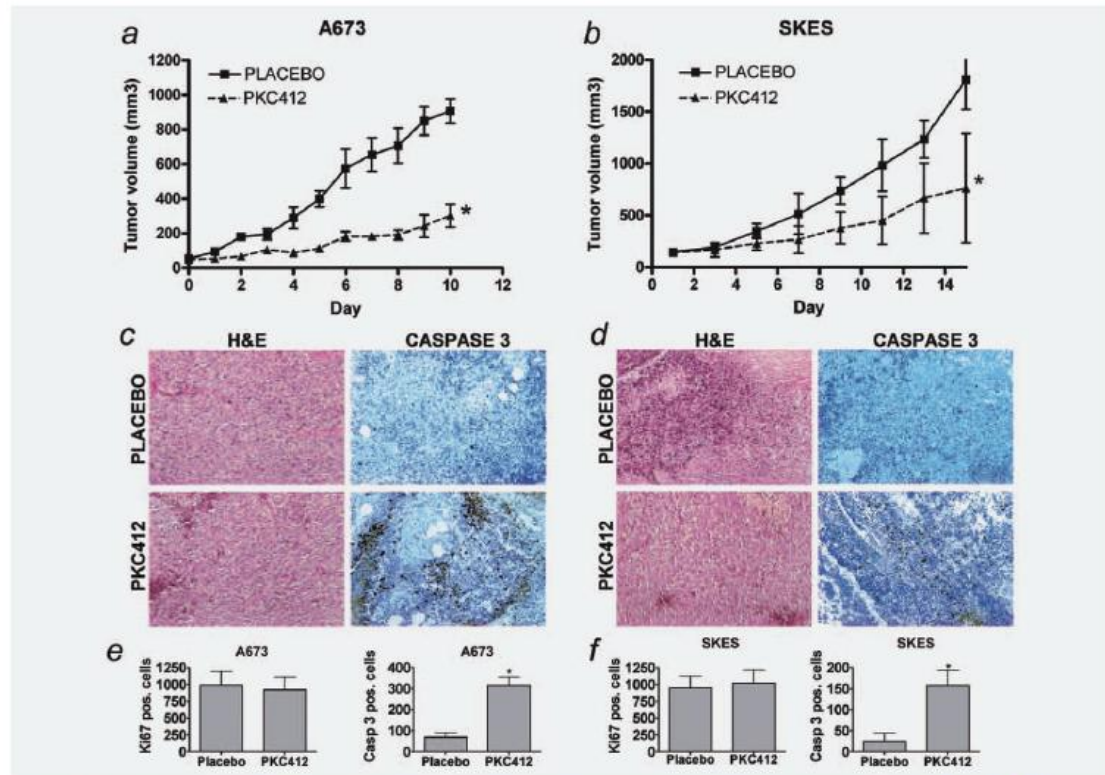 a
A673
PLACEBO
PKC412
Tumor volume (mm3)
1200
1000
800
600
400
200
0
0 2 4 6 8 10 12
Day
*
b
SKES
PLACEBO
PKC412
Tumor volume (mm3)
2000
1500
1000
500
0
0 2 4 6 8 10 12 14
Day
*
c
H&E
CASPASE 3
PLACEBO
PKC412
d
H&E
CASPASE 3
PLACEBO
PKC412
e
A673
Ki67 pos. cells
1250
1000
750
500
250
0
Placebo PKC412
A673
Casp 3 pos. cells
400
300
200
100
0
*
Placebo PKC412
f
SKES
Ki67 pos. cells
1250
1000
750
500
250
0
Placebo PKC412
SKES
Casp 3 pos. cells
200
150
100
50
0
*
Placebo PKC412